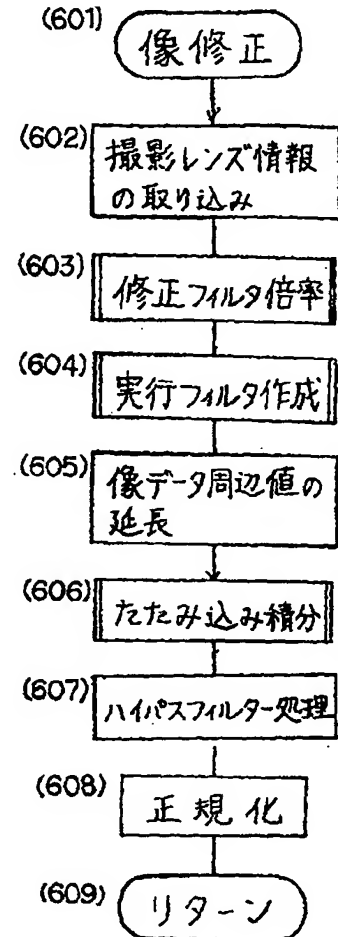 (601)
像修正
(602)
撮影レンズ情報
の取り込み
(603)
修正フィルタ倍率
(604)
実行フィルタ作成
(605)
像データ周辺値の
延長
(606)
たたみ込み積分
(607)
ハイパスフィルター処理
(608)
正規化
(609)
リターン